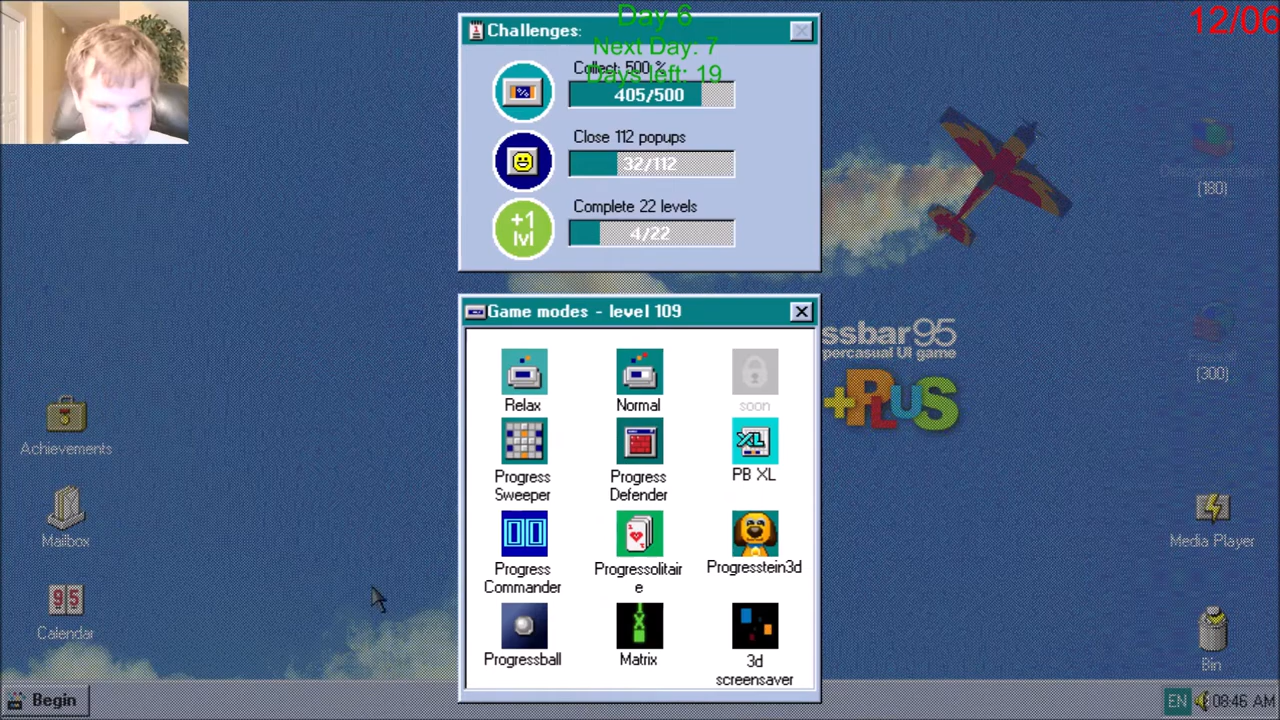 Day 6
12/06
Challenges:
Next Day: 7
Collect: 500 %
Days left: 19
405/500
Close 112 popups
32/112
(180)
Complete 22 levels
+1
lvl
4/22
Game modes - level 109
ssbar95
percasual UI game
+PLUS
(300)
Relax
Normal
soon
XL
Progress
Sweeper
Progress
Defender
PB XL
Achievements
Mailbox
Media Player
Progress
Commander
Progressolitair
e
Progresstein3d
95
Calendar
Progressball
Matrix
3d
screensaver
Bin
Begin
EN
08:46 AM